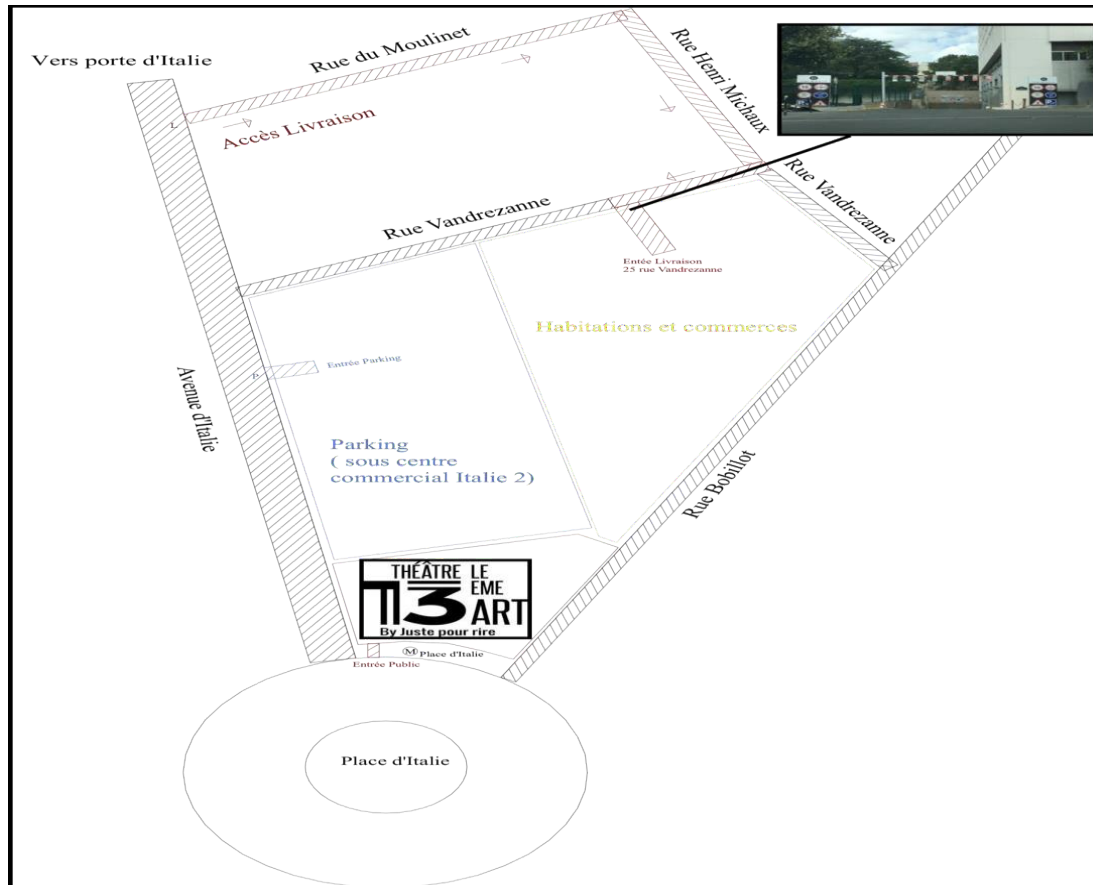 Vers porte d'Italie
Rue du Moulinet
Rue Henri Michaux
L
Accès Livraison
Rue Vandrezanne
Rue Vandrezanne
Entée Livraison
25 rue Vandrezanne
Habitations et commerces
Entrée Parking
P
Avenue d'Italie
Parking
( sous centre
commercial Italie 2)
Rue Bobillot
THÉÂTRE LE
13 EME
ART
By Juste pour rire
M Place d'Italie
Entrée Public
Place d'Italie